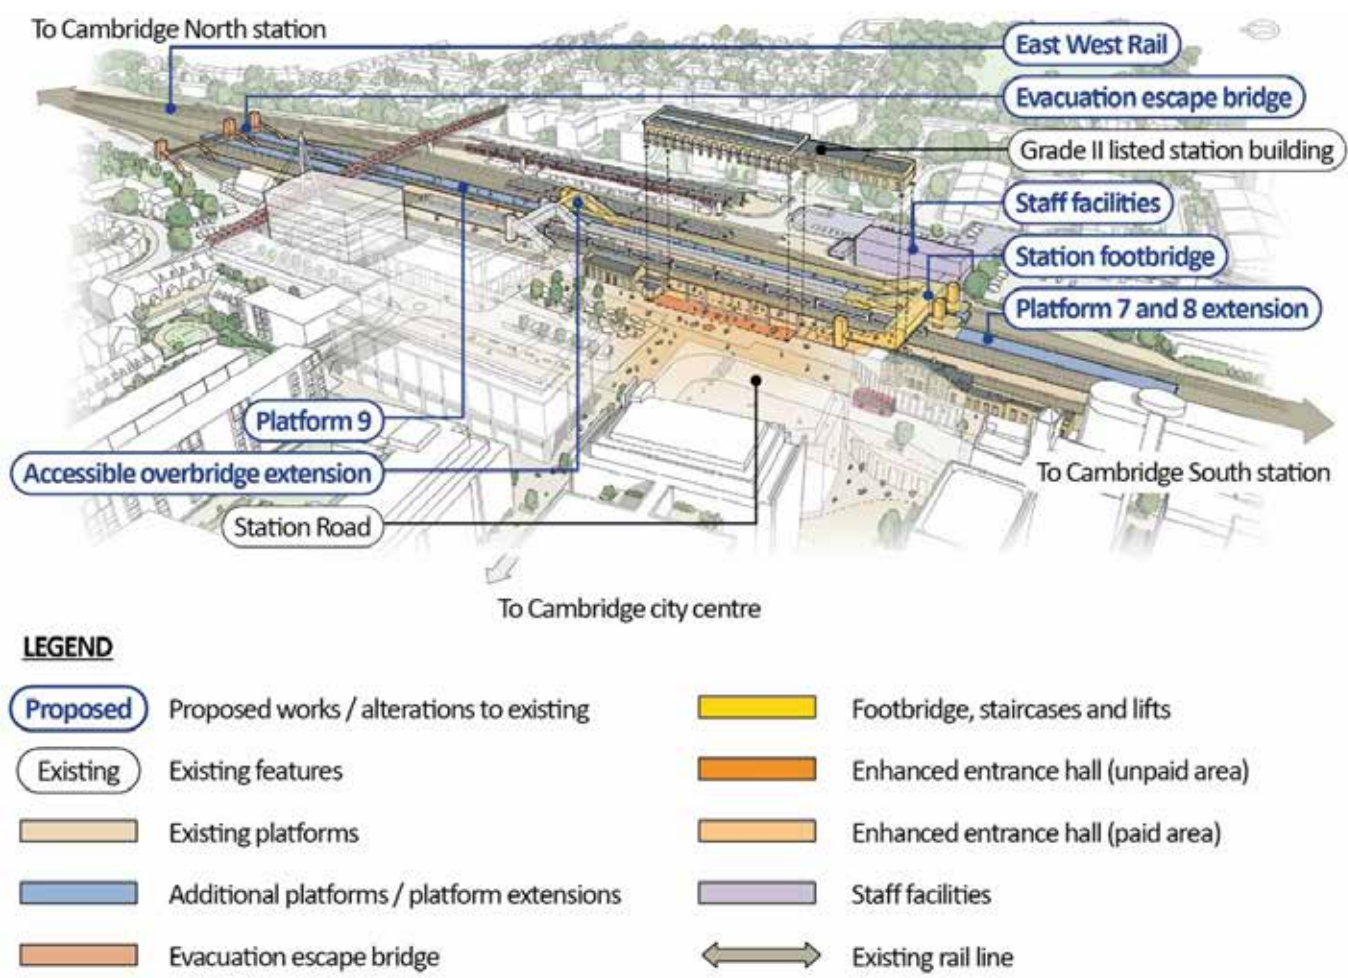 To Cambridge North station
East West Rail
Evacuation escape bridge
Grade II listed station building
Staff facilities
Station footbridge
Platform 7 and 8 extension
Platform 9
Accessible overbridge extension
Station Road
To Cambridge South station
To Cambridge city centre
LEGEND
Proposed Proposed works / alterations to existing
Existing Existing features
Existing platforms
Additional platforms / platform extensions
Evacuation escape bridge
Footbridge, staircases and lifts
Enhanced entrance hall (unpaid area)
Enhanced entrance hall (paid area)
Staff facilities
Existing rail line